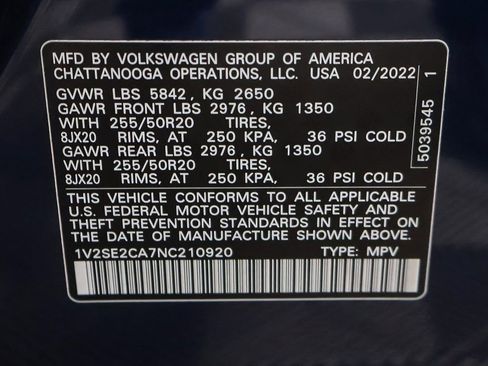 MFD BY VOLKSWAGEN GROUP OF AMERICA
CHATTANOOGA OPERATIONS, LLC. USA 02/2022
GVWR LBS 5842, KG 2650
GAWR FRONT LBS 2976, KG 1350
WITH 255/50R20 TIRES,
8JX20 RIMS, AT 250 KPA, 36 PSI COLD
GAWR REAR LBS 2976, KG 1350
WITH 255/50R20 TIRES,
8JX20 RIMS, AT 250 KPA, 36 PSI COLD
THIS VEHICLE CONFORMS TO ALL APPLICABLE
U.S. FEDERAL MOTOR VEHICLE SAFETY AND
THEFT PREVENTION STANDARDS IN EFFECT ON
THE DATE OF MANUFACTURE SHOWN ABOVE.
1V2SE2CA7NC210920 TYPE: MPV
5039545 1